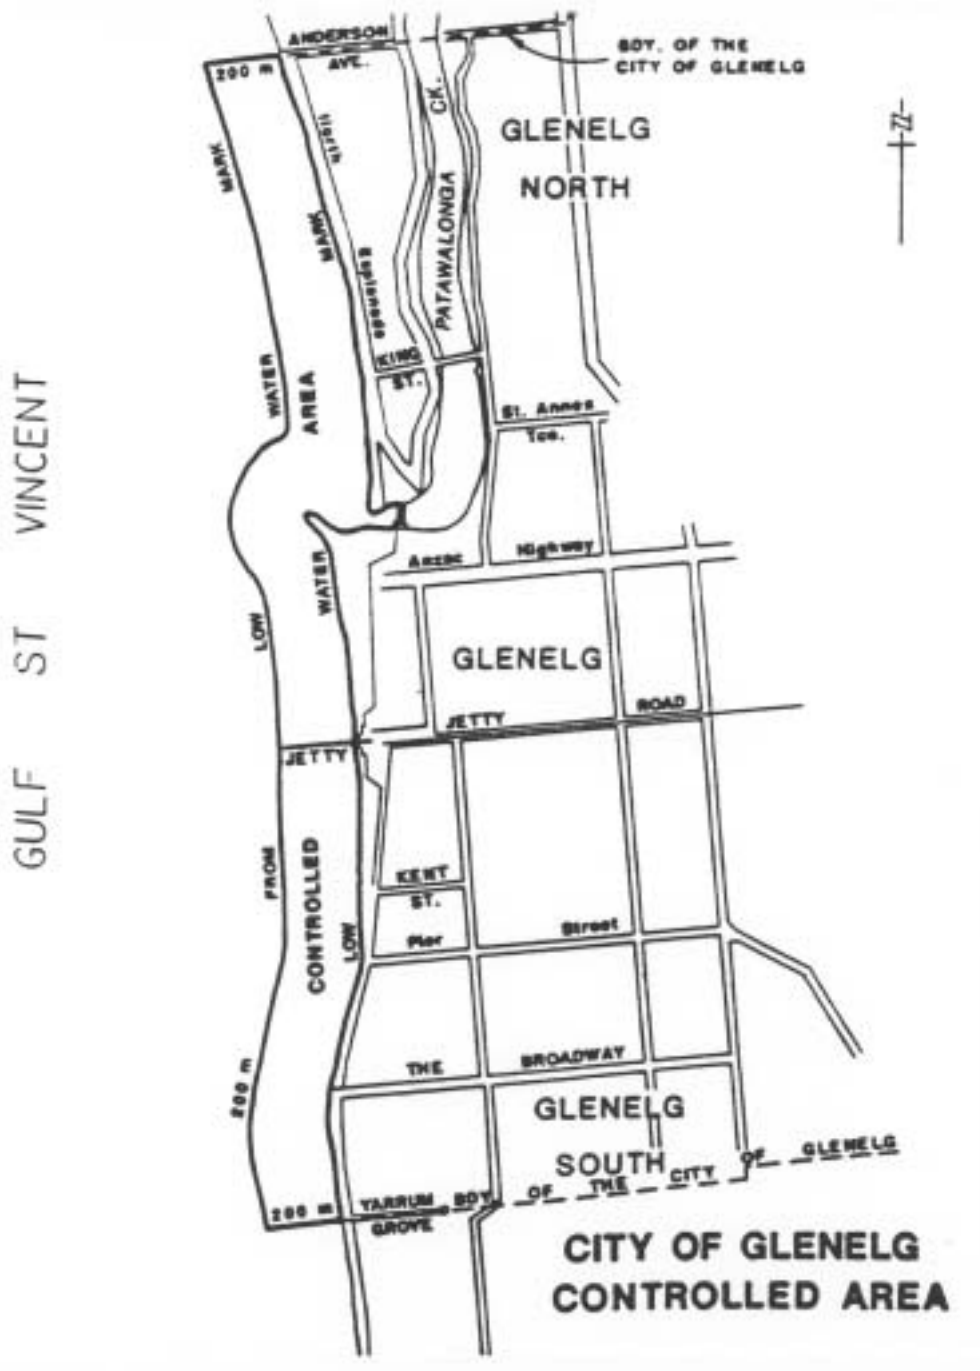 ANDERSON
AVE.
BDY. OF THE
CITY OF GLENELG
200 m
CK.
PATAWALONGA
GLENELG
NORTH
N
MARK
North
MARK
Esplanade
KING
ST.
WATER
AREA
St. Annes
Tce.
GULF ST VINCENT
Anzac Highway
WATER
LOW
GLENELG
JETTY ROAD
JETTY
FROM
CONTROLLED
LOW
KENT
ST.
Pier Street
200 m
THE BROADWAY
GLENELG
SOUTH
200 m
YARRUM
GROVE
BDY OF THE CITY OF GLENELG
CITY OF GLENELG
CONTROLLED AREA